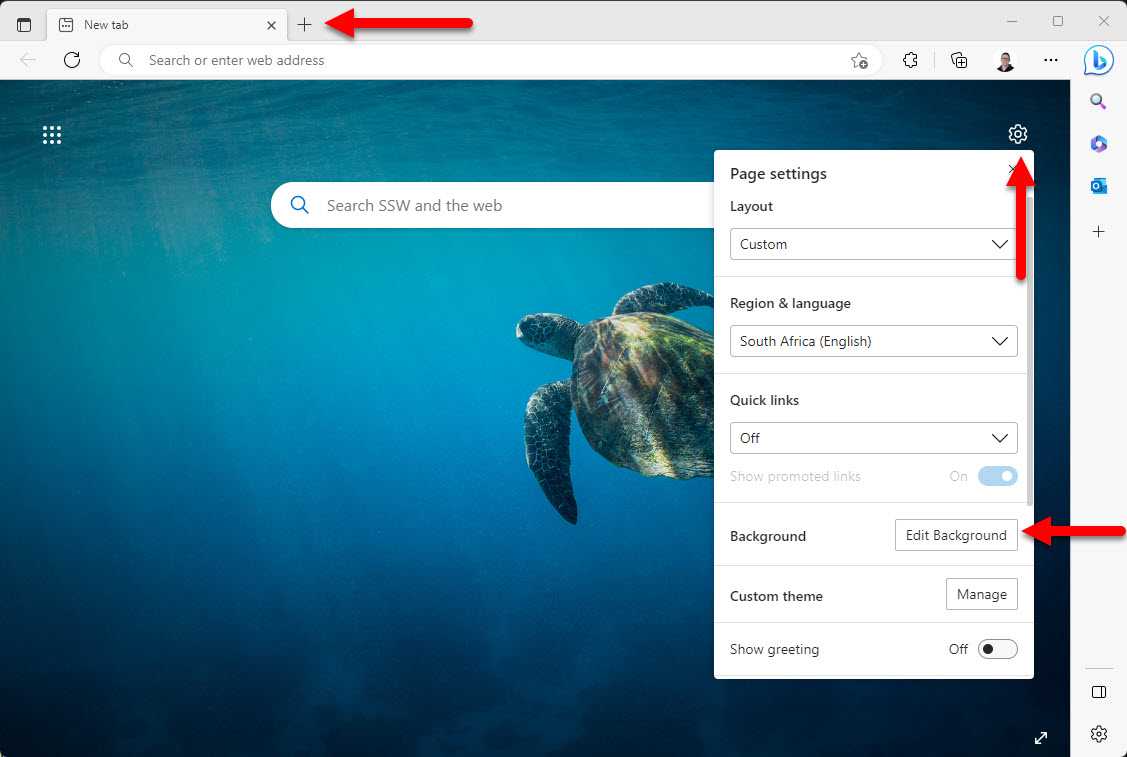 New tab
Search or enter web address
Page settings
Search SSW and the web
Layout
Custom
Region & language
South Africa (English)
Quick links
Off
Show promoted links On
Background Edit Background
Custom theme Manage
Show greeting Off